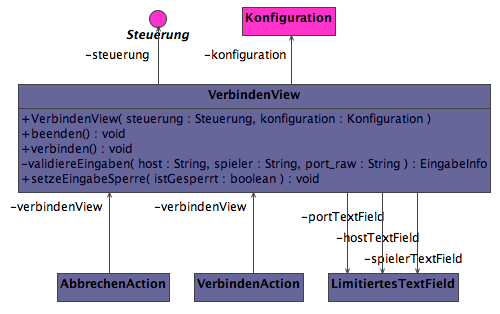 Steuerung
Konfiguration
-steuerung
-konfiguration
VerbindenView
+VerbindenView( steuerung : Steuerung, konfiguration : Konfiguration )
+beenden() : void
+verbinden() : void
-validiereEingaben( host : String, spieler : String, port_raw : String ) : EingabeInfo
+setzeEingabeSperre( istGesperrt : boolean ) : void
-verbindenView
-verbindenView
-portTextField
-hostTextField
-spielerTextField
AbbrechenAction
VerbindenAction
LimitiertesTextField